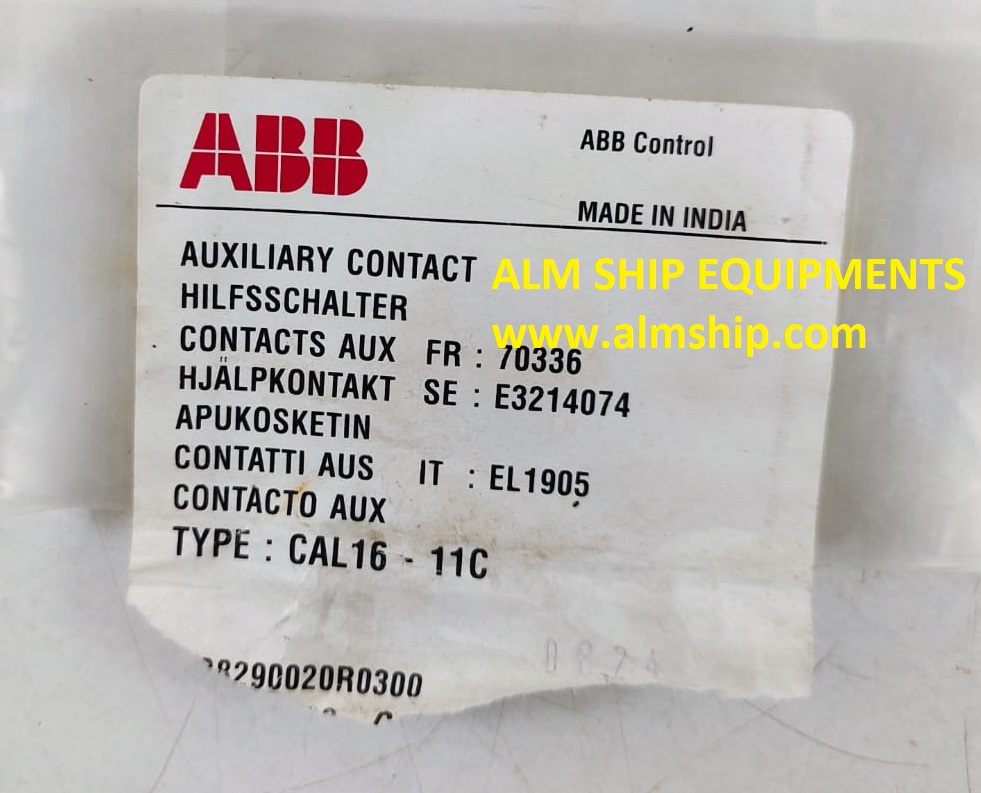 ABB
ABB Control
MADE IN INDIA
AUXILIARY CONTACT
HILFSSCHALTER
CONTACTS AUX FR : 70336
HJÄLPKONTAKT SE : E3214074
APUKOSKETIN
CONTATTI AUS IT : EL1905
CONTACTO AUX
TYPE : CAL16 - 11C
8290020R0300
ALM SHIP EQUIPMENTS
www.almship.com